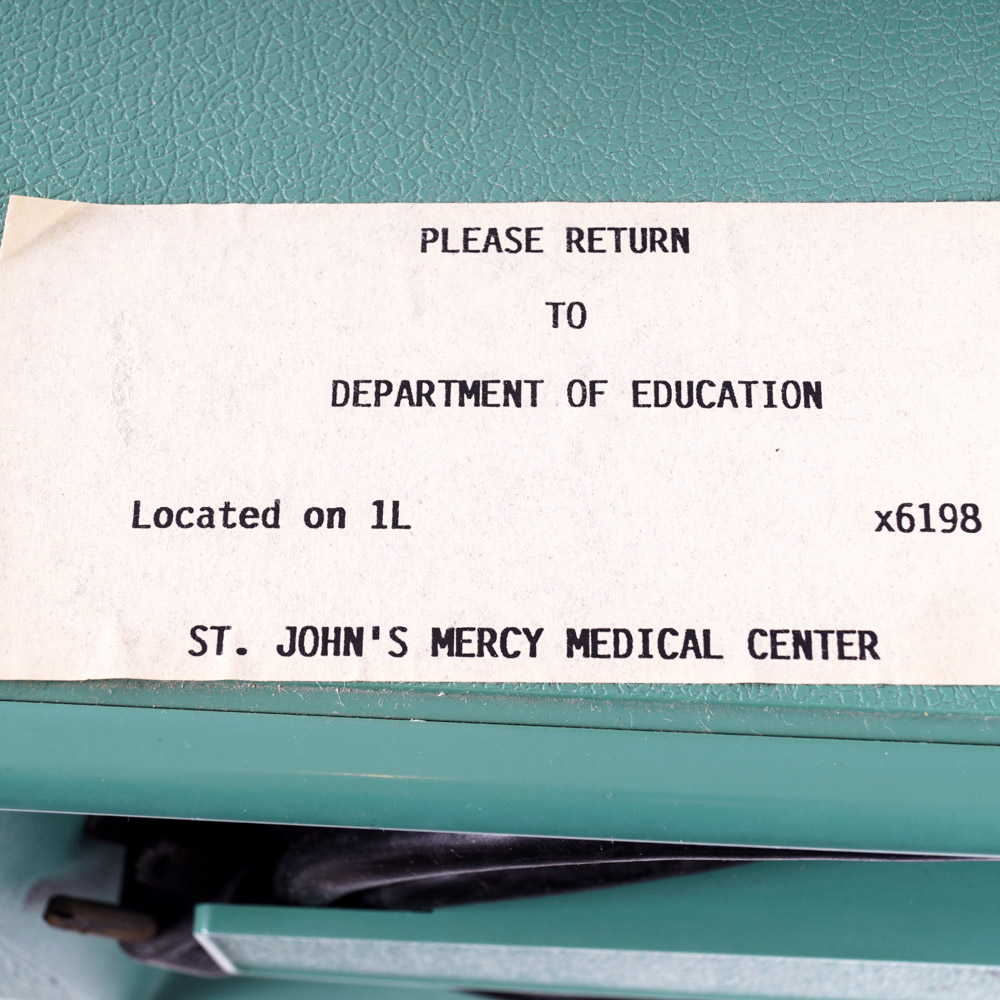 PLEASE RETURN
TO
DEPARTMENT OF EDUCATION
Located on 1L x6198
ST. JOHN'S MERCY MEDICAL CENTER